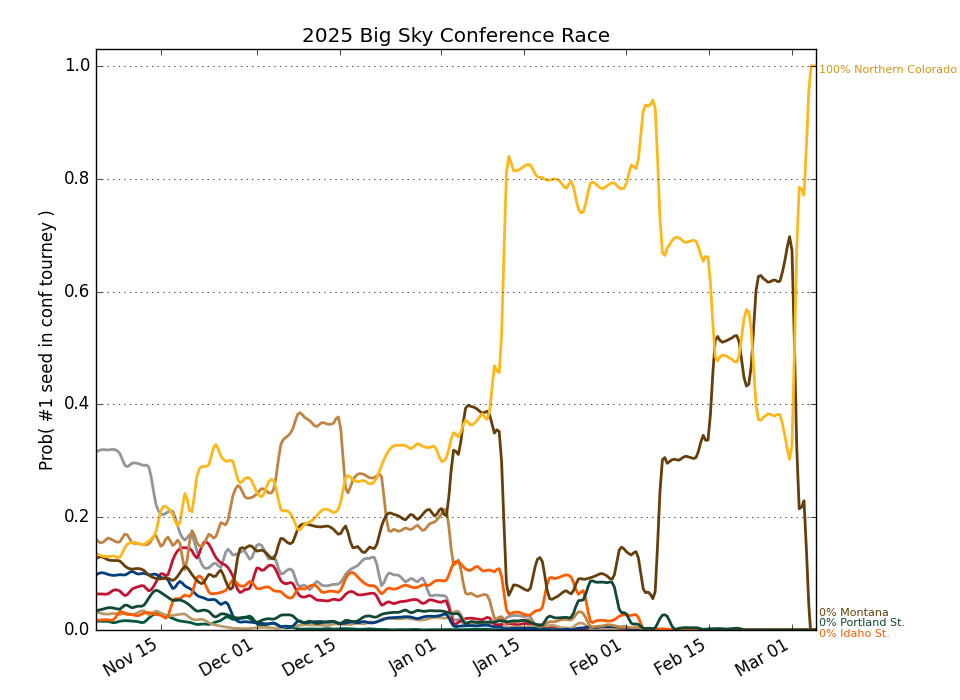 2025 Big Sky Conference Race
Prob( #1 seed in conf tourney )
1.0
0.8
0.6
0.4
0.2
0.0
Nov 15
Dec 01
Dec 15
Jan 01
Jan 15
Feb 01
Feb 15
Mar 01
100% Northern Colorado
0% Montana
0% Portland St.
0% Idaho St.